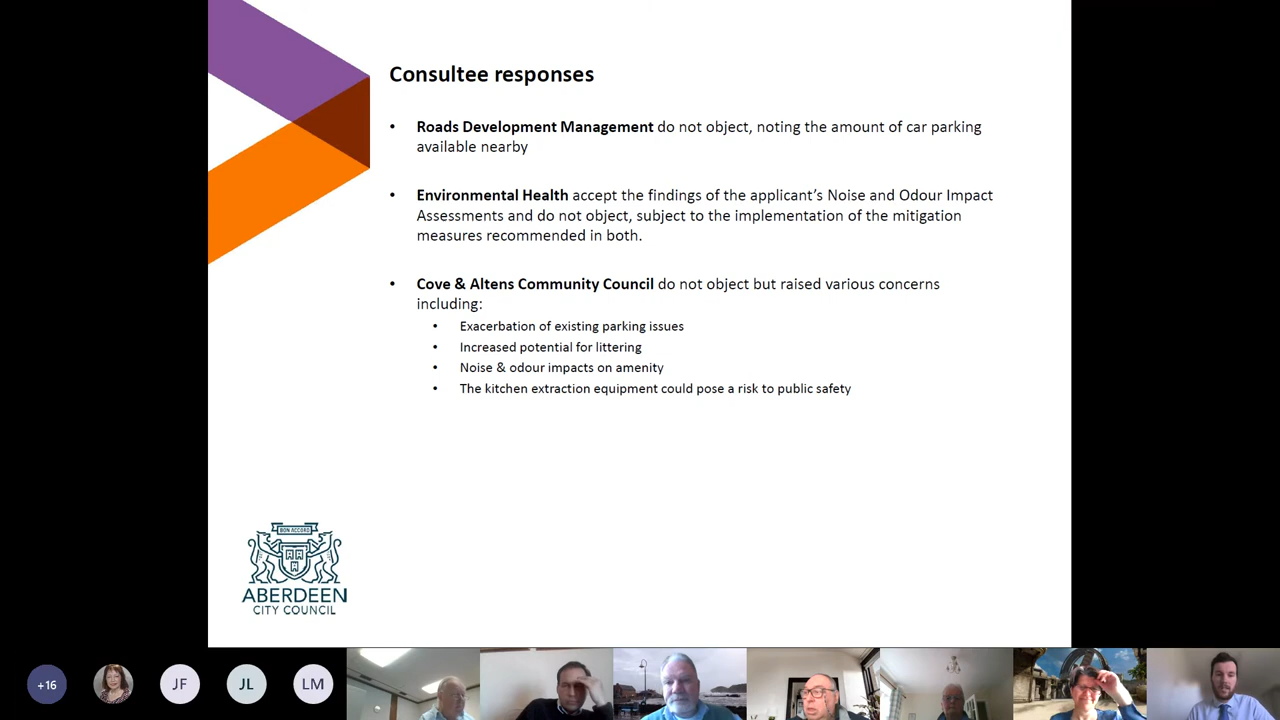 Consultee responses
• Roads Development Management do not object, noting the amount of car parking
available nearby
• Environmental Health accept the findings of the applicant's Noise and Odour Impact
Assessments and do not object, subject to the implementation of the mitigation
measures recommended in both.
• Cove & Altens Community Council do not object but raised various concerns
including:
• Exacerbation of existing parking issues
• Increased potential for littering
• Noise & odour impacts on amenity
• The kitchen extraction equipment could pose a risk to public safety
BON ACCORD
ABERDEEN
CITY COUNCIL
+16
JF
JL
LM